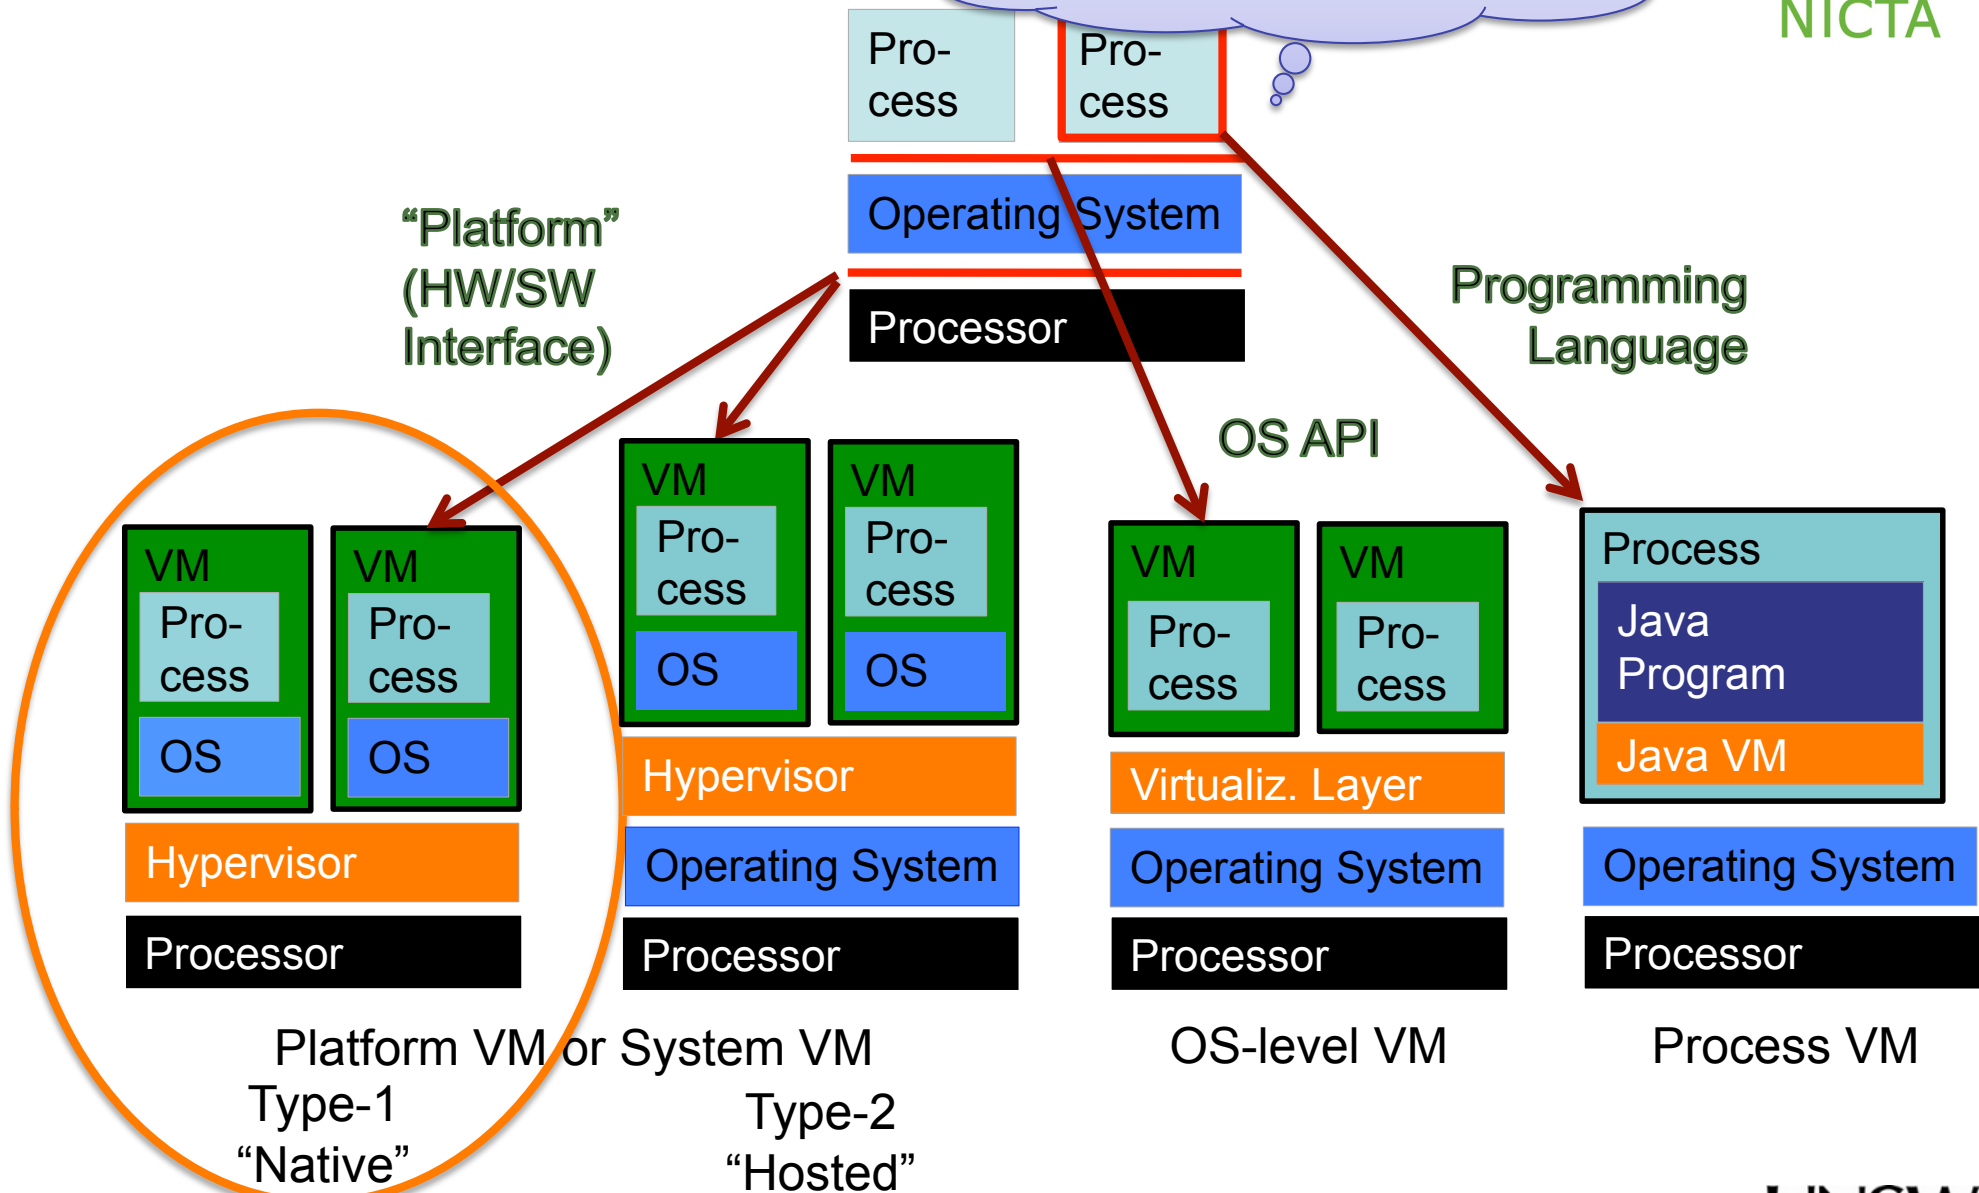 NICTA
Pro-
cess
Pro-
cess
Operating System
Processor
“Platform”
(HW/SW
Interface)
Programming
Language
OS API
VM
Pro-
cess
OS
VM
Pro-
cess
OS
Hypervisor
Processor
VM
Pro-
cess
OS
VM
Pro-
cess
OS
Hypervisor
Operating System
Processor
VM
Pro-
cess
VM
Pro-
cess
Virtualiz. Layer
Operating System
Processor
Process
Java
Program
Java VM
Operating System
Processor
Platform VM or System VM
Type-1
“Native”
Type-2
“Hosted”
OS-level VM
Process VM